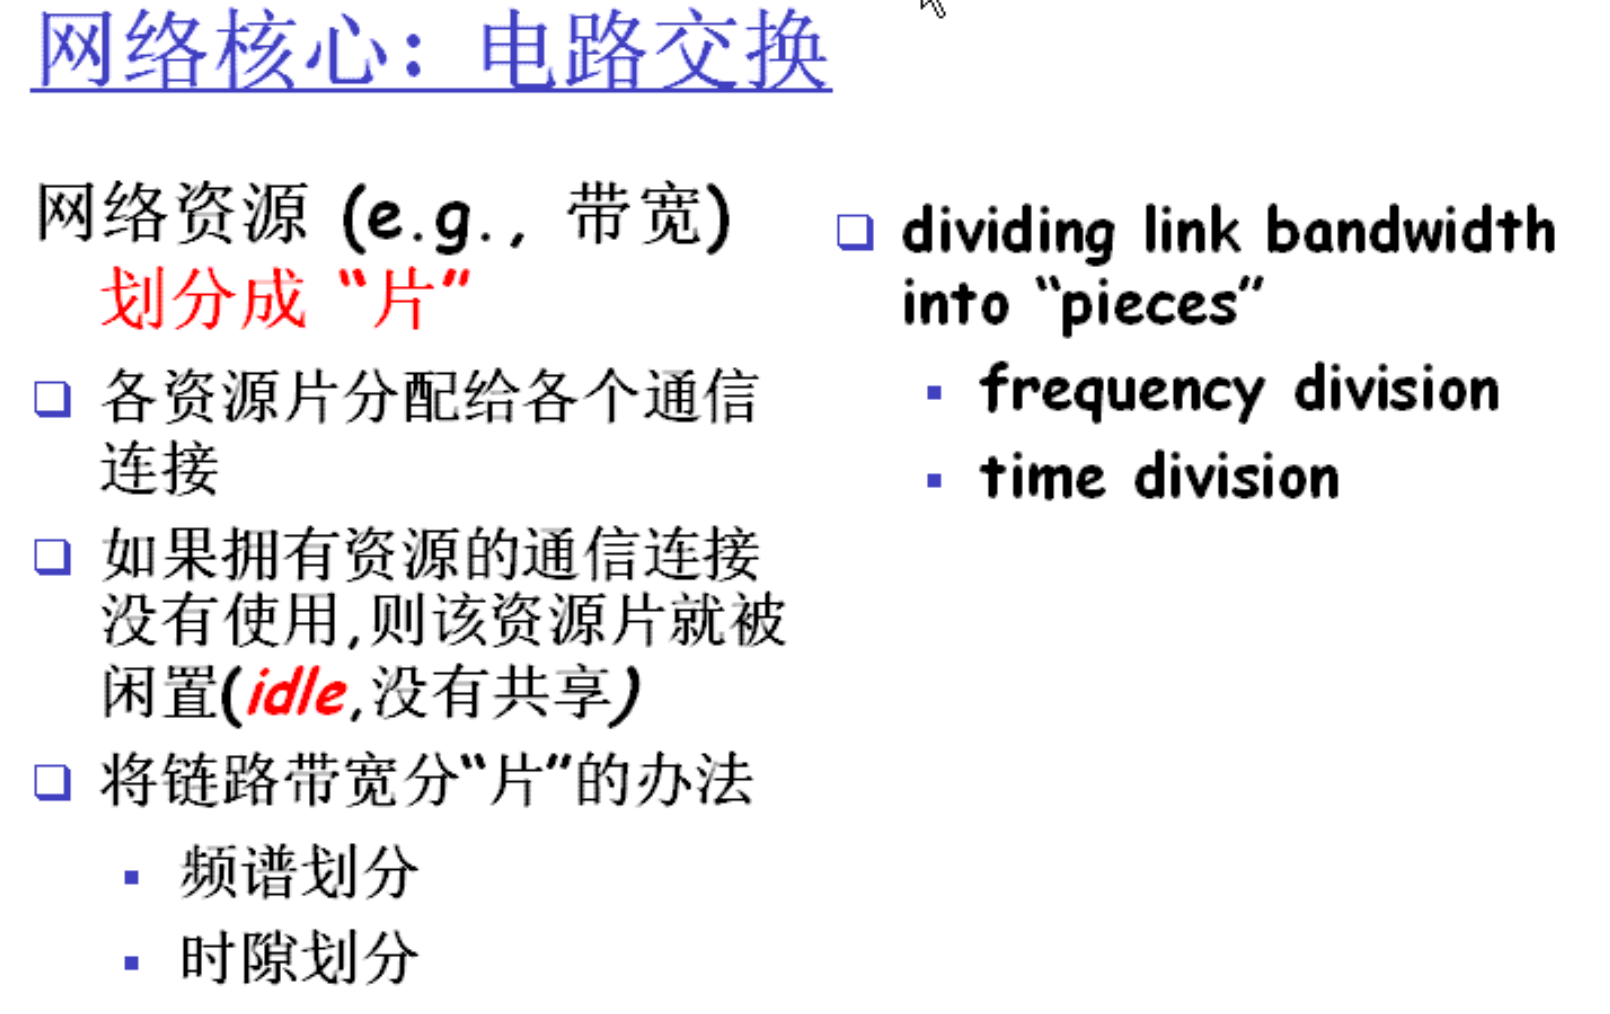 网络核心：电路交换
网络资源 (e.g., 带宽)
划分成 “片”
各资源片分配给各个通信
连接
如果拥有资源的通信连接
没有使用,则该资源片就被
闲置(idle,没有共享)
将链路带宽分“片”的办法
频谱划分
时隙划分
dividing link bandwidth
into “pieces”
frequency division
time division